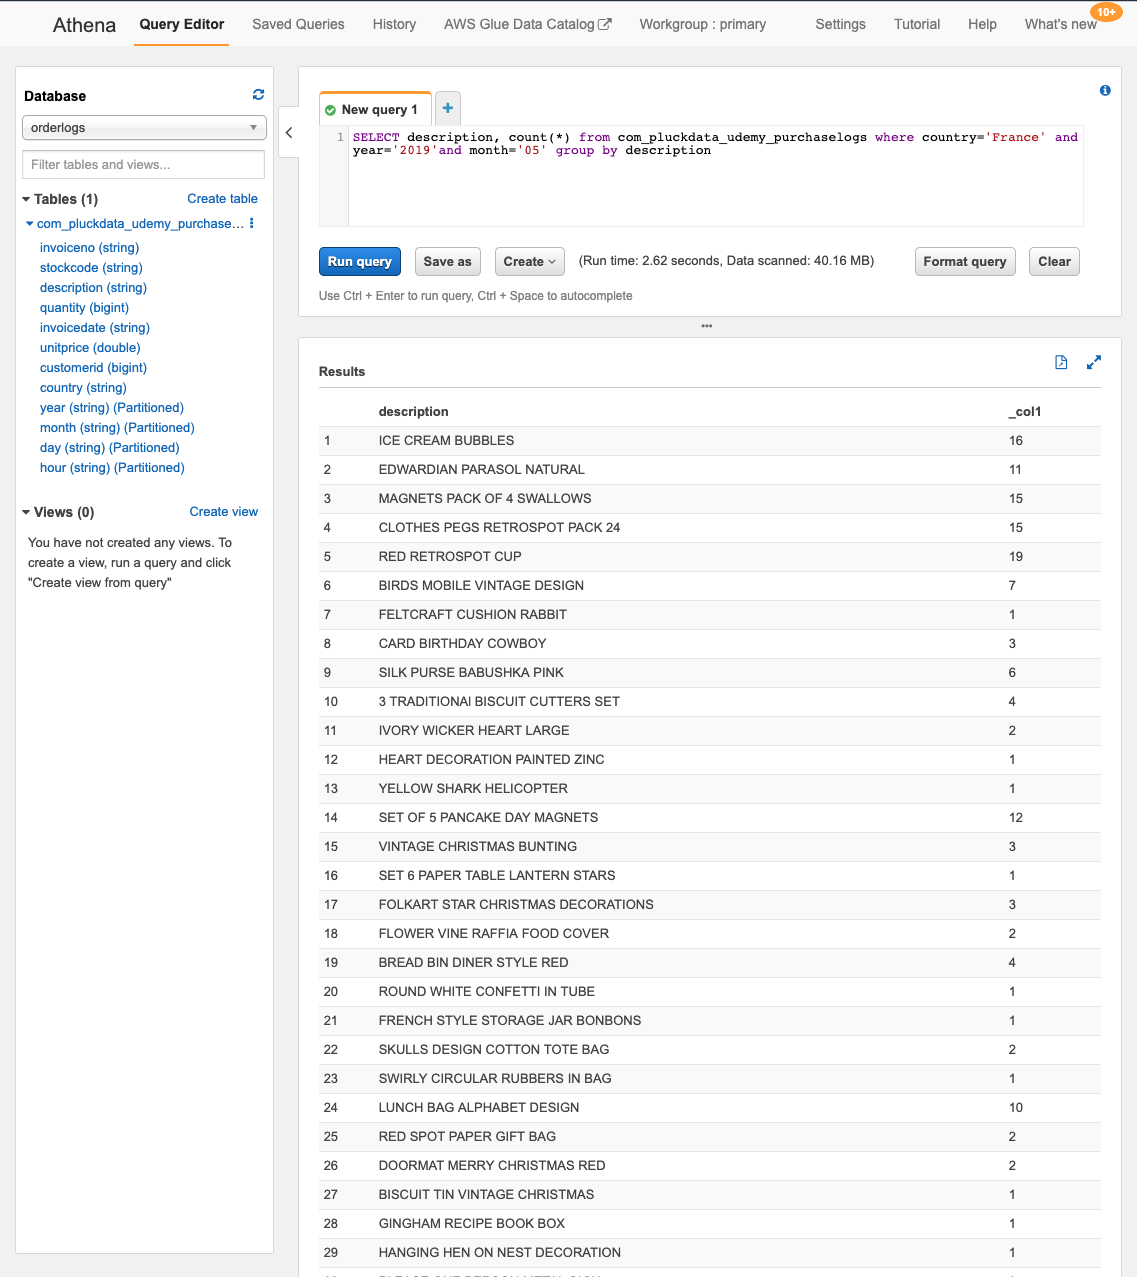 Athena Query Editor Saved Queries History AWS Glue Data Catalog Workgroup : primary Settings Tutorial Help What's new 10+
Database
orderlogs
Filter tables and views...
Tables (1) Create table
com_pluckdata_udemy_purchase...
invoiceno (string)
stockcode (string)
description (string)
quantity (bigint)
invoicedate (string)
unitprice (double)
customerid (bigint)
country (string)
year (string) (Partitioned)
month (string) (Partitioned)
day (string) (Partitioned)
hour (string) (Partitioned)
Views (0) Create view
You have not created any views. To
create a view, run a query and click
"Create view from query"
New query 1
1 SELECT description, count(*) from com_pluckdata_udemy_purchaselogs where country='France' and
year='2019'and month='05' group by description
Run query Save as Create (Run time: 2.62 seconds, Data scanned: 40.16 MB) Format query Clear
Use Ctrl + Enter to run query, Ctrl + Space to autocomplete
Results
description _col1
1 ICE CREAM BUBBLES 16
2 EDWARDIAN PARASOL NATURAL 11
3 MAGNETS PACK OF 4 SWALLOWS 15
4 CLOTHES PEGS RETROSPOT PACK 24 15
5 RED RETROSPOT CUP 19
6 BIRDS MOBILE VINTAGE DESIGN 7
7 FELTCRAFT CUSHION RABBIT 1
8 CARD BIRTHDAY COWBOY 3
9 SILK PURSE BABUSHKA PINK 6
10 3 TRADITIONAl BISCUIT CUTTERS SET 4
11 IVORY WICKER HEART LARGE 2
12 HEART DECORATION PAINTED ZINC 1
13 YELLOW SHARK HELICOPTER 1
14 SET OF 5 PANCAKE DAY MAGNETS 12
15 VINTAGE CHRISTMAS BUNTING 3
16 SET 6 PAPER TABLE LANTERN STARS 1
17 FOLKART STAR CHRISTMAS DECORATIONS 3
18 FLOWER VINE RAFFIA FOOD COVER 2
19 BREAD BIN DINER STYLE RED 4
20 ROUND WHITE CONFETTI IN TUBE 1
21 FRENCH STYLE STORAGE JAR BONBONS 1
22 SKULLS DESIGN COTTON TOTE BAG 2
23 SWIRLY CIRCULAR RUBBERS IN BAG 1
24 LUNCH BAG ALPHABET DESIGN 10
25 RED SPOT PAPER GIFT BAG 2
26 DOORMAT MERRY CHRISTMAS RED 2
27 BISCUIT TIN VINTAGE CHRISTMAS 1
28 GINGHAM RECIPE BOOK BOX 1
29 HANGING HEN ON NEST DECORATION 1